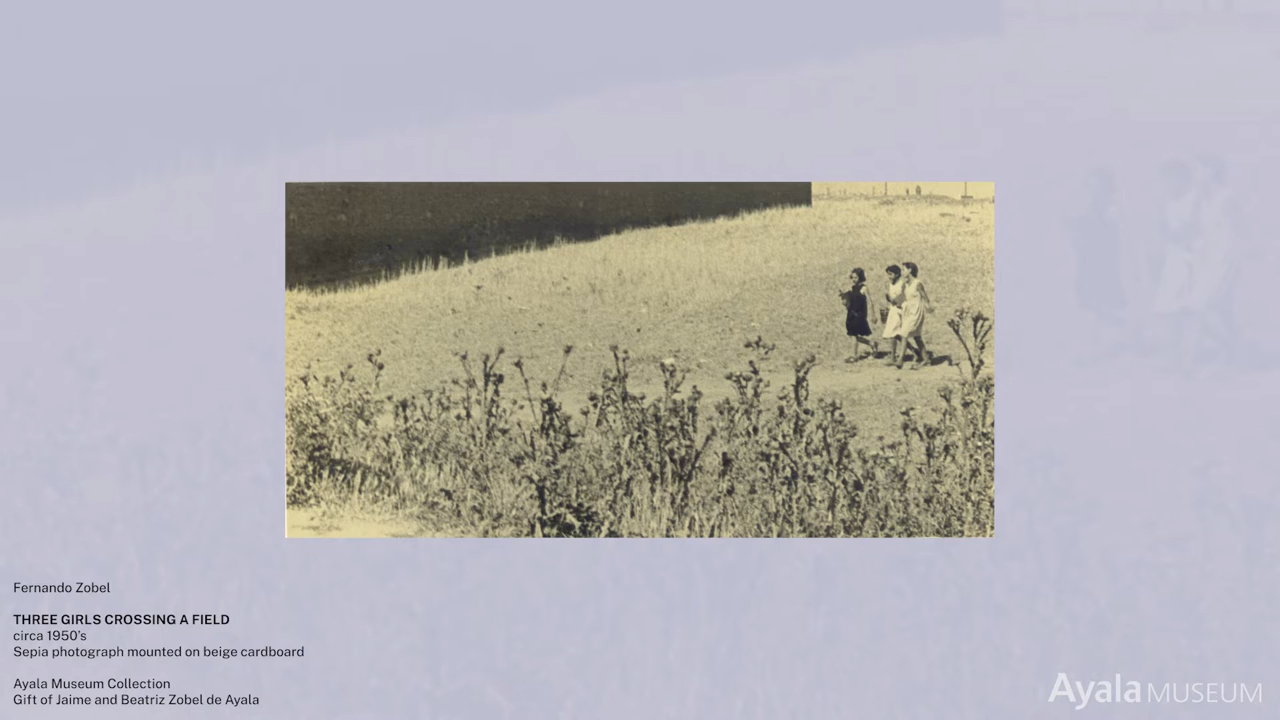 Fernando Zobel
THREE GIRLS CROSSING A FIELD
circa 1950's
Sepia photograph mounted on beige cardboard
Ayala Museum Collection
Gift of Jaime and Beatriz Zobel de Ayala
Ayala MUSEUM